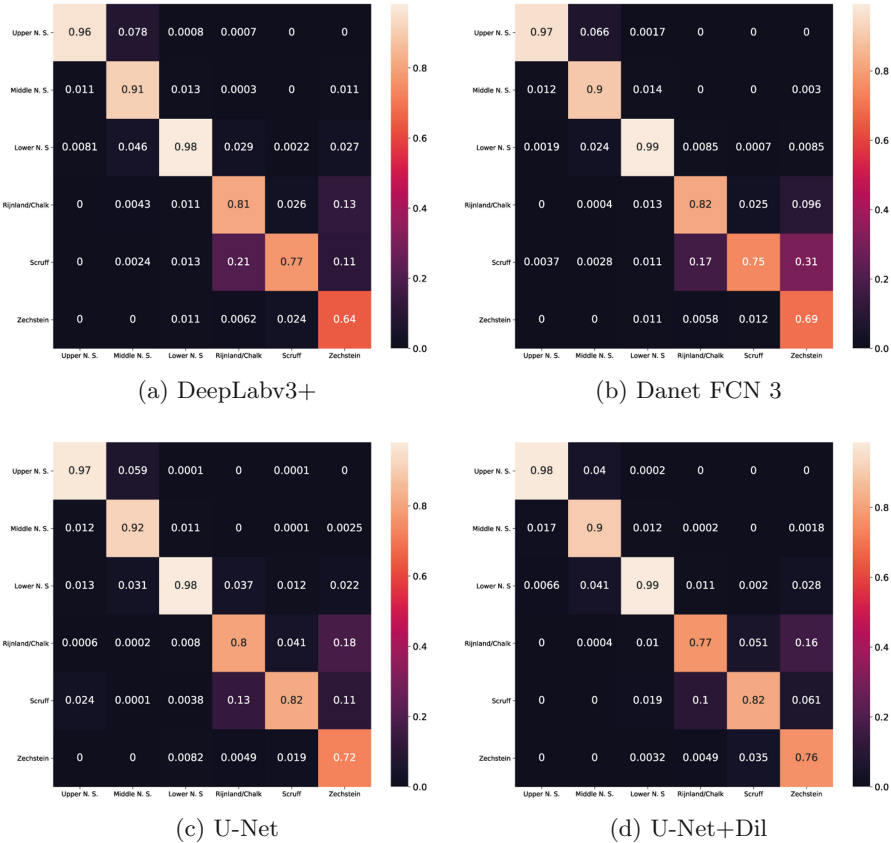 Upper N. S. 0.96 0.078 0.0008 0.0007 0 0
Middle N. S. 0.011 0.91 0.013 0.0003 0 0.011
Lower N. S 0.0081 0.046 0.98 0.029 0.0022 0.027
Rijnland/Chalk 0 0.0043 0.011 0.81 0.026 0.13
Scruff 0 0.0024 0.013 0.21 0.77 0.11
Zechstein 0 0 0.011 0.0062 0.024 0.64
Upper N. S. Middle N. S. Lower N. S Rijnland/Chalk Scruff Zechstein
0.8
0.6
0.4
0.2
0.0
(a) DeepLabv3+
Upper N. S. 0.97 0.066 0.0017 0 0 0
Middle N. S. 0.012 0.9 0.014 0 0 0.003
Lower N. S 0.0019 0.024 0.99 0.0085 0.0007 0.0085
Rijnland/Chalk 0 0.0004 0.013 0.82 0.025 0.096
Scruff 0.0037 0.0028 0.011 0.17 0.75 0.31
Zechstein 0 0 0.011 0.0058 0.012 0.69
Upper N. S. Middle N. S. Lower N. S Rijnland/Chalk Scruff Zechstein
0.8
0.6
0.4
0.2
0.0
(b) Danet FCN 3
Upper N. S. 0.97 0.059 0.0001 0 0.0001 0
Middle N. S. 0.012 0.92 0.011 0 0.0001 0.0025
Lower N. S 0.013 0.031 0.98 0.037 0.012 0.022
Rijnland/Chalk 0.0006 0.0002 0.008 0.8 0.041 0.18
Scruff 0.024 0.0001 0.0038 0.13 0.82 0.11
Zechstein 0 0 0.0082 0.0049 0.019 0.72
Upper N. S. Middle N. S. Lower N. S Rijnland/Chalk Scruff Zechstein
0.8
0.6
0.4
0.2
0.0
(c) U-Net
Upper N. S. 0.98 0.04 0.0002 0 0 0
Middle N. S. 0.017 0.9 0.012 0.0002 0 0.0018
Lower N. S 0.0066 0.041 0.99 0.011 0.002 0.028
Rijnland/Chalk 0 0.0004 0.01 0.77 0.051 0.16
Scruff 0 0 0.019 0.1 0.82 0.061
Zechstein 0 0 0.0032 0.0049 0.035 0.76
Upper N. S. Middle N. S. Lower N. S Rijnland/Chalk Scruff Zechstein
0.8
0.6
0.4
0.2
0.0
(d) U-Net+Dil